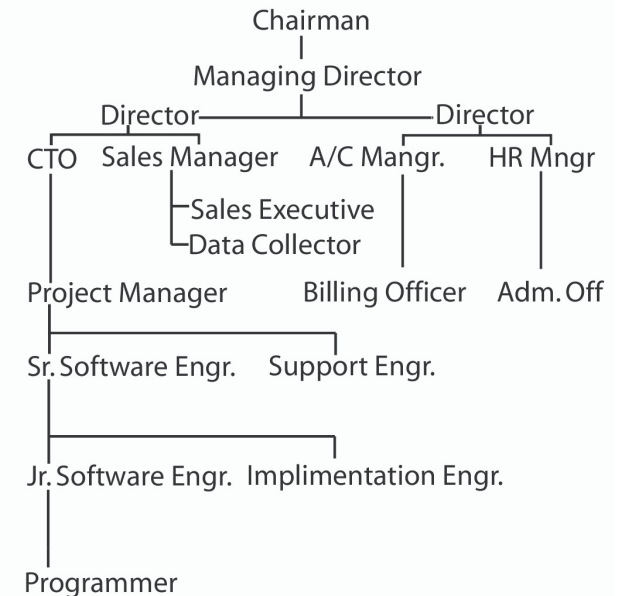 Chairman
Managing Director
Director Director
CTO Sales Manager A/C Mangr. HR Mngr
Sales Executive
Data Collector
Project Manager Billing Officer Adm. Off
Sr. Software Engr. Support Engr.
Jr. Software Engr. Implimentation Engr.
Programmer